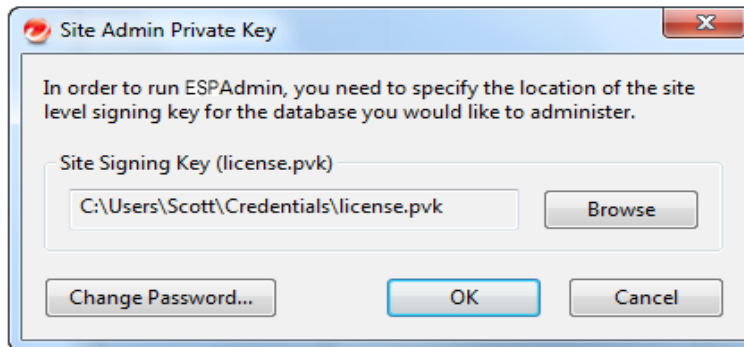 Site Admin Private Key
In order to run ESPAdmin, you need to specify the location of the site
level signing key for the database you would like to administer.
Site Signing Key (license.pvk)
C:\Users\Scott\Credentials\license.pvk
Browse
Change Password...
OK
Cancel